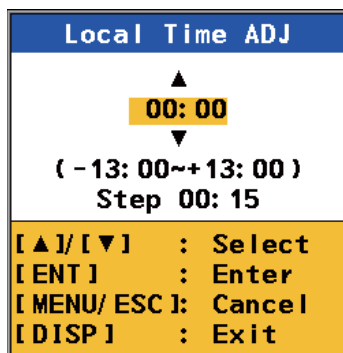 Local Time ADJ
▲
00:00
▼
(-13:00~+13:00)
Step 00:15
[▲]/[▼] : Select
[ENT] : Enter
[MENU/ESC]: Cancel
[DISP] : Exit